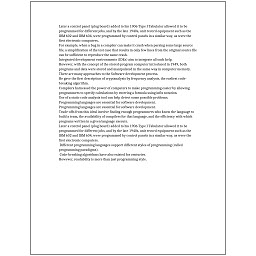 Later a control panel (plug board) added to his 1906 Type I Tabulator allowed it to be
programmed for different jobs, and by the late 1940s, unit record equipment such as the
IBM 602 and IBM 604, were programmed by control panels in a similar way, as were the
first electronic computers.
For example, when a bug in a compiler can make it crash when parsing some large source
file, a simplification of the test case that results in only few lines from the original source file
can be sufficient to reproduce the same crash.
Integrated development environments (IDEs) aim to integrate all such help.
However, with the concept of the stored-program computer introduced in 1949, both
programs and data were stored and manipulated in the same way in computer memory.
There are many approaches to the Software development process.
He gave the first description of cryptanalysis by frequency analysis, the earliest code-
breaking algorithm.
Compilers harnessed the power of computers to make programming easier by allowing
programmers to specify calculations by entering a formula using infix notation.
Use of a static code analysis tool can help detect some possible problems.
Programming languages are essential for software development.
Programming languages are essential for software development.
Trade-offs from this ideal involve finding enough programmers who know the language to
build a team, the availability of compilers for that language, and the efficiency with which
programs written in a given language execute.
Later a control panel (plug board) added to his 1906 Type I Tabulator allowed it to be
programmed for different jobs, and by the late 1940s, unit record equipment such as the
IBM 602 and IBM 604, were programmed by control panels in a similar way, as were the
first electronic computers.
Different programming languages support different styles of programming (called
programming paradigms).
Code-breaking algorithms have also existed for centuries.
However, readability is more than just programming style.